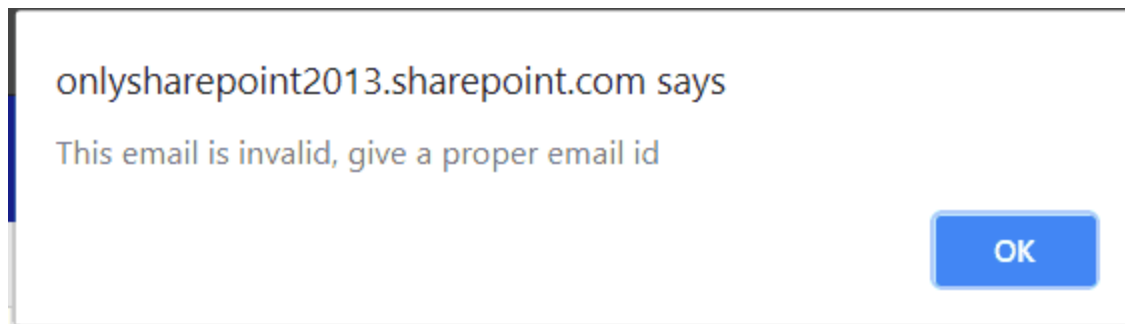 onlysharepoint2013.sharepoint.com says
This email is invalid, give a proper email id
OK